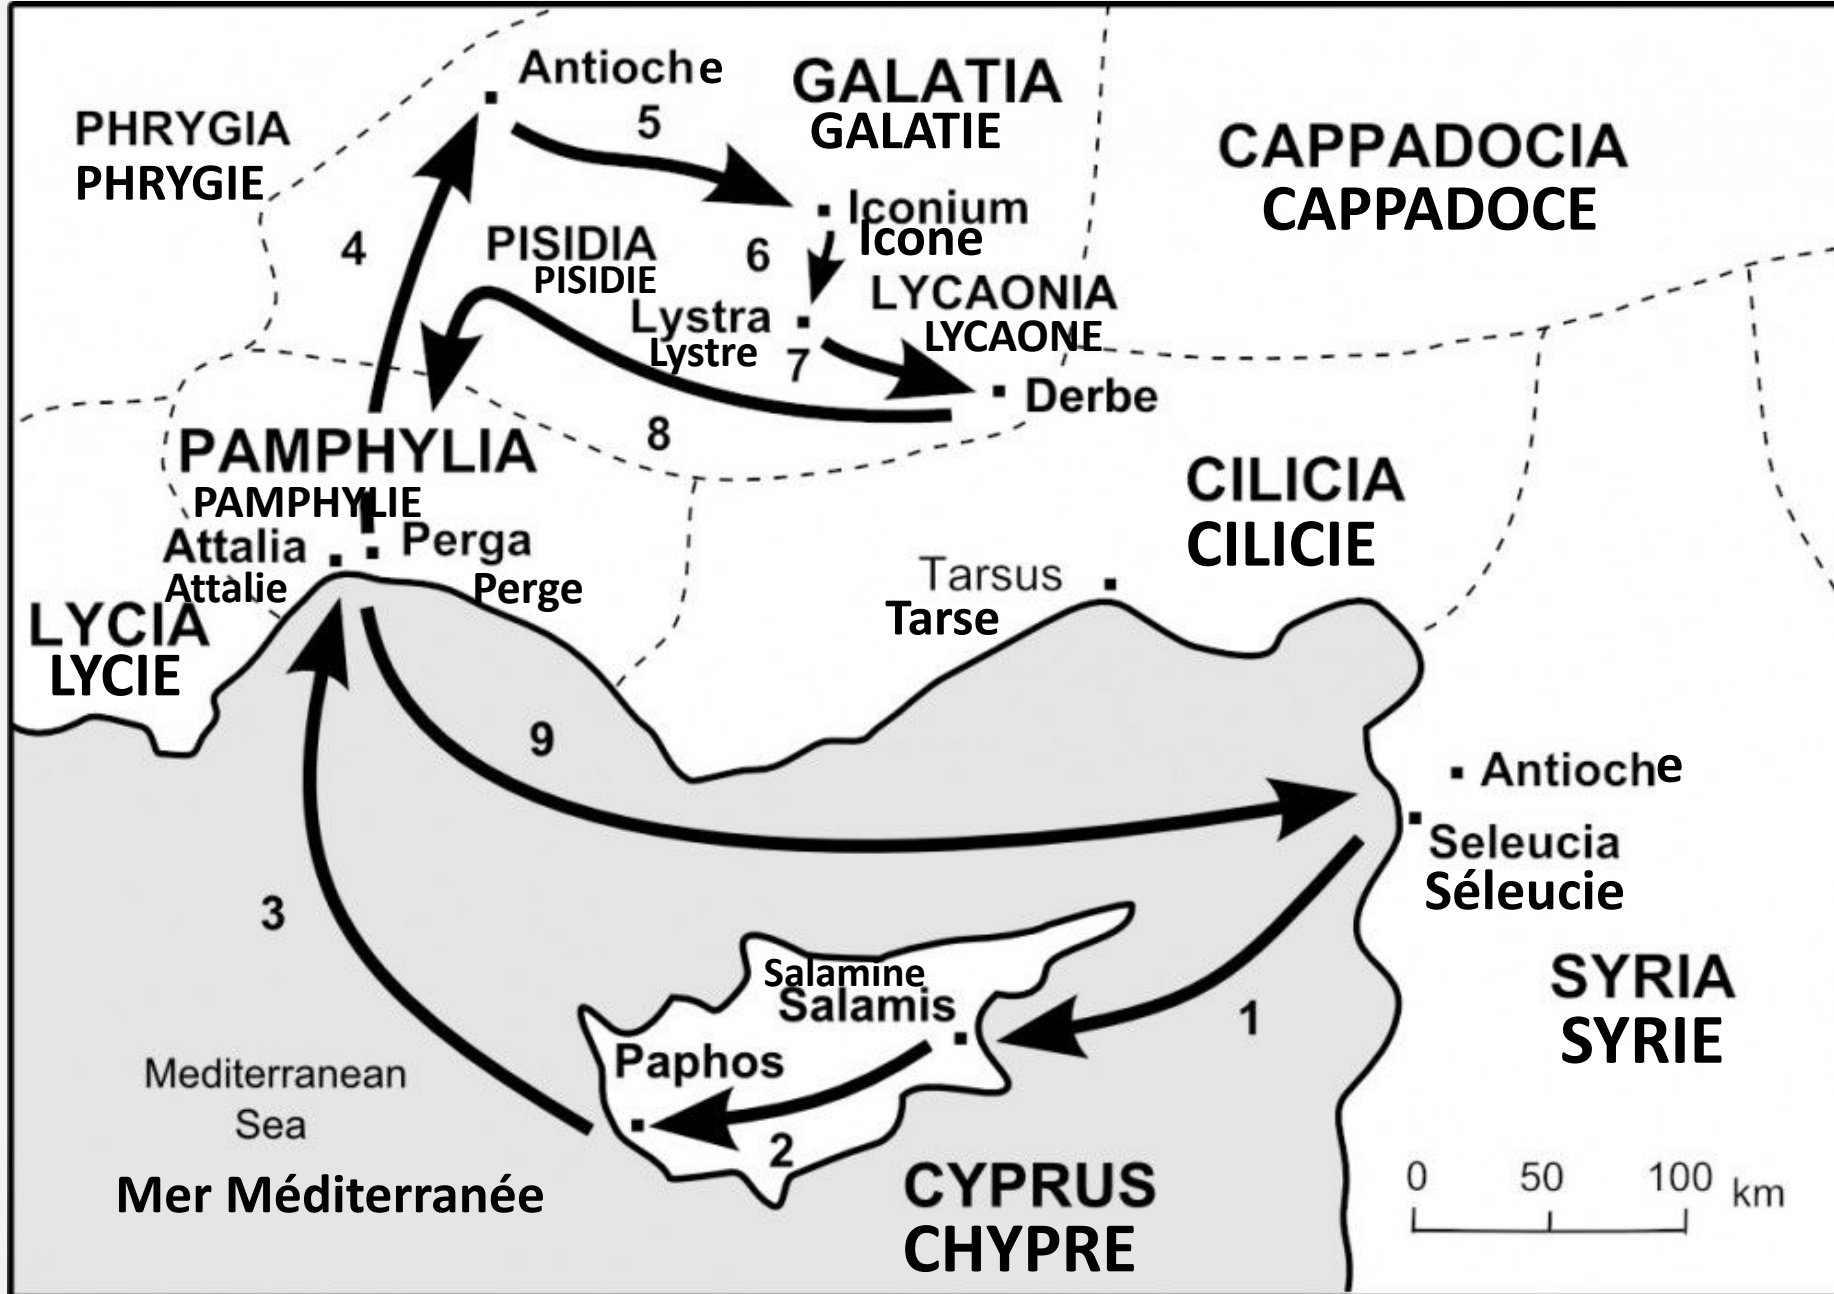 Antioche
GALATIA
GALATIE
5
PHRYGIA
PHRYGIE
CAPPADOCIA
CAPPADOCE
Iconium
Icone
4
PISIDIA
PISIDIE
6
LYCAONIA
LYCAONE
Lystra
Lystre
7
Derbe
8
PAMPHYLIA
PAMPHYLIE
CILICIA
CILICIE
Attalia
Attalie
Perga
Perge
Tarsus
Tarse
LYCIA
LYCIE
9
Antioche
Seleucia
Séleucie
3
Salamine
Salamis
1
SYRIA
SYRIE
Paphos
2
Mediterranean
Sea
Mer Méditerranée
CYPRUS
CHYPRE
0 50 100 km